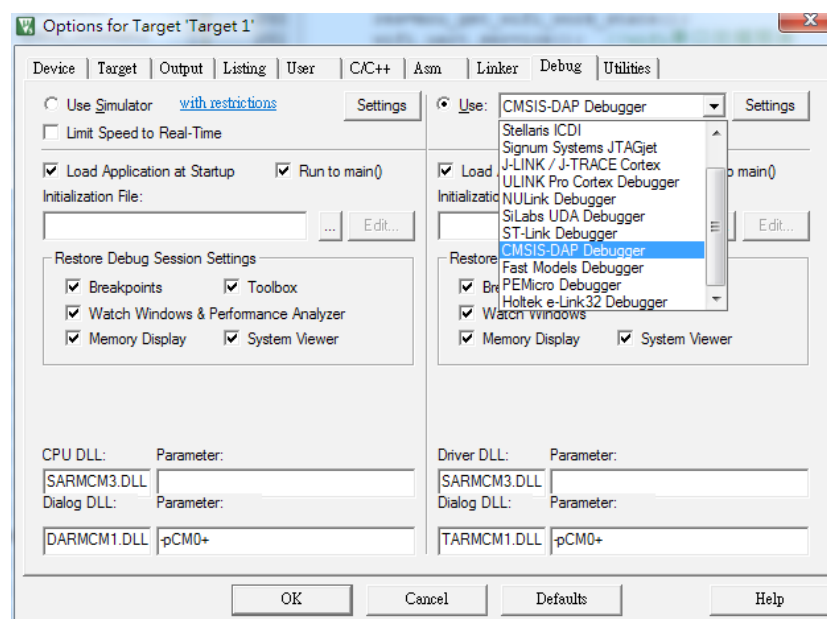 Options for Target 'Target 1'
Device Target Output Listing User C/C++ Asm Linker Debug Utilities
Use Simulator with restrictions Settings
Limit Speed to Real-Time
Use: CMSIS-DAP Debugger Settings
Stellaris ICDI
Signum Systems JTAGjet
J-LINK / J-TRACE Cortex
ULINK Pro Cortex Debugger
NULink Debugger
SiLabs UDA Debugger
ST-Link Debugger
CMSIS-DAP Debugger
Fast Models Debugger
PEMicro Debugger
Holtek e-Link32 Debugger
Load Application at Startup Run to main()
Initialization File:
... Edit...
Restore Debug Session Settings
Breakpoints Toolbox
Watch Windows & Performance Analyzer
Memory Display System Viewer
Load main()
Edit...
Restore
Watch Windows
Memory Display System Viewer
CPU DLL: Parameter:
SARMCM3.DLL
Dialog DLL: Parameter:
DARMCM1.DLL -pCM0+
Driver DLL: Parameter:
SARMCM3.DLL
Dialog DLL: Parameter:
TARMCM1.DLL -pCM0+
OK Cancel Defaults Help